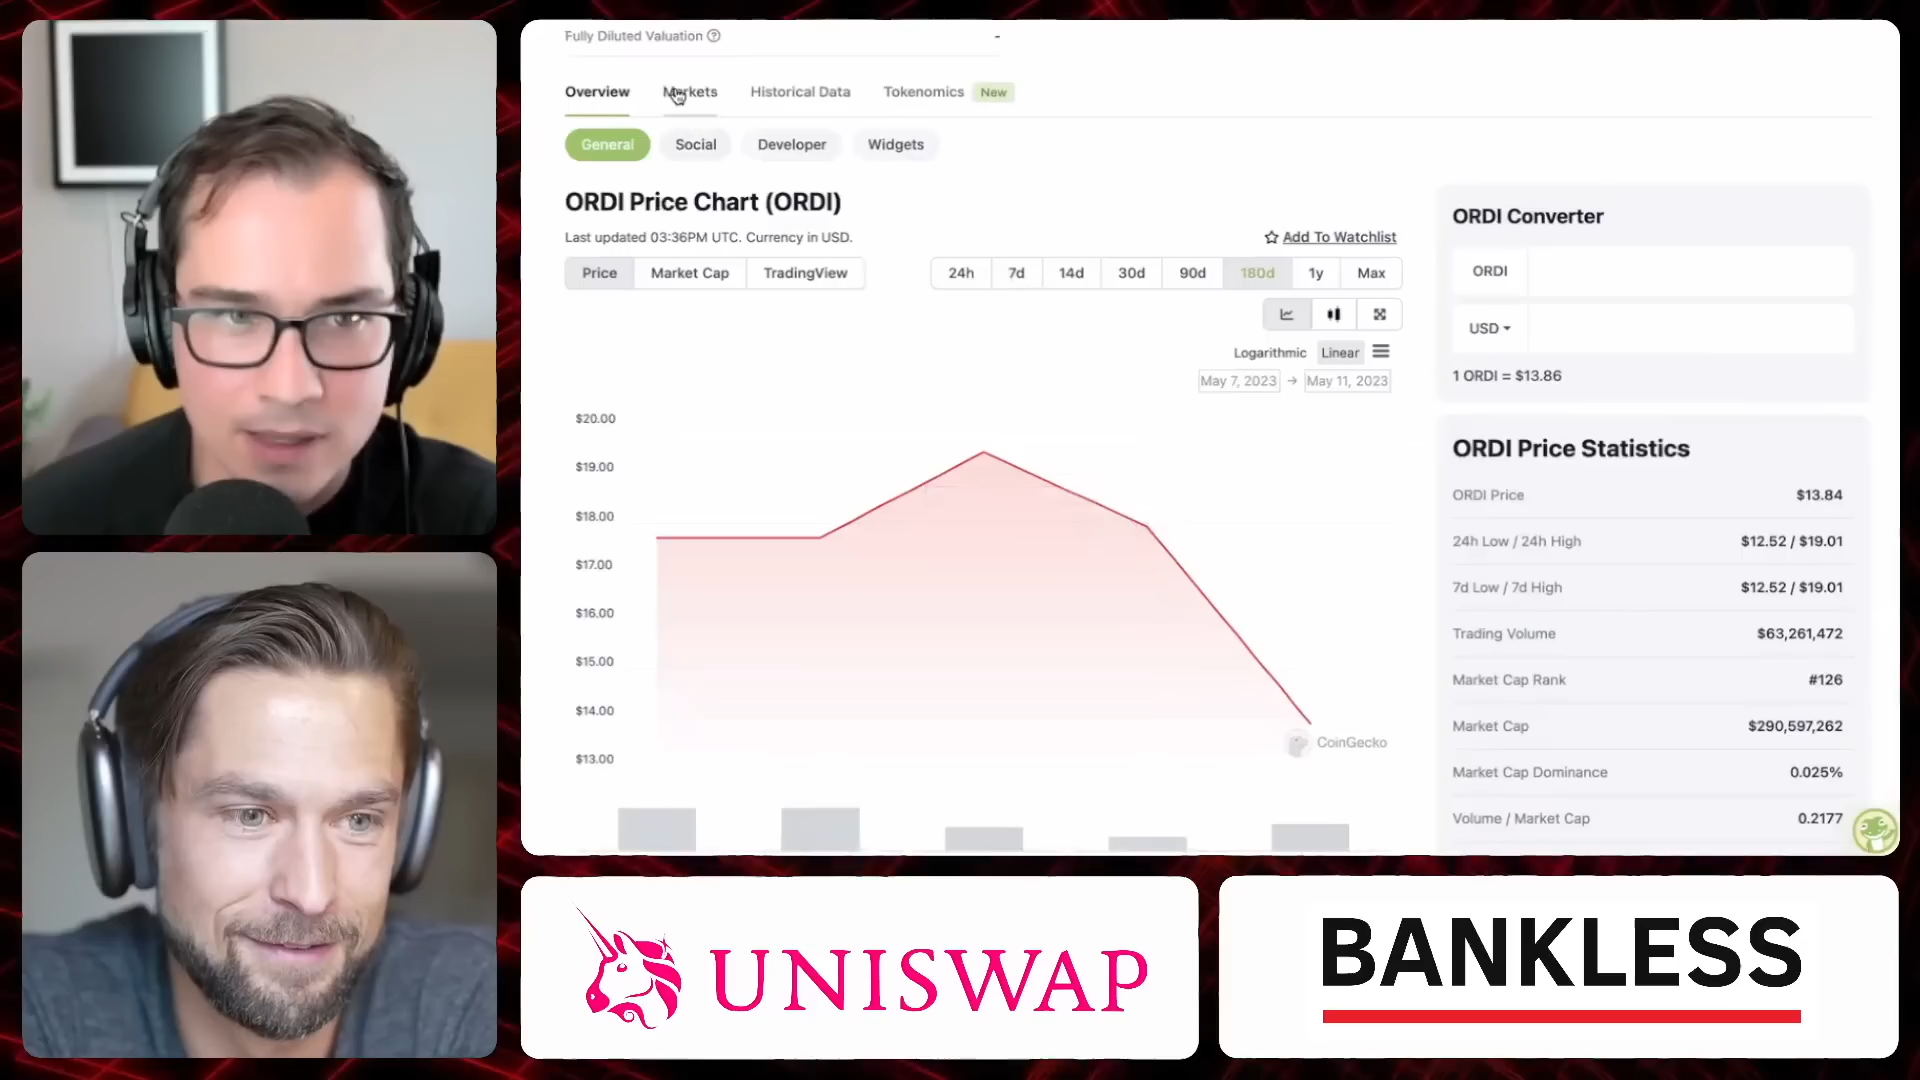 Fully Diluted Valuation
-
Overview Markets Historical Data Tokenomics New
General Social Developer Widgets
ORDI Price Chart (ORDI)
Last updated 03:36PM UTC. Currency in USD.
Add To Watchlist
Price Market Cap TradingView
24h 7d 14d 30d 90d 180d 1y Max
Logarithmic Linear
May 7, 2023 → May 11, 2023
$20.00
$19.00
$18.00
$17.00
$16.00
$15.00
$14.00
$13.00
CoinGecko
ORDI Converter
ORDI
USD
1 ORDI = $13.86
ORDI Price Statistics
ORDI Price $13.84
24h Low / 24h High $12.52 / $19.01
7d Low / 7d High $12.52 / $19.01
Trading Volume $63,261,472
Market Cap Rank #126
Market Cap $290,597,262
Market Cap Dominance 0.025%
Volume / Market Cap 0.2177
UNISWAP
BANKLESS